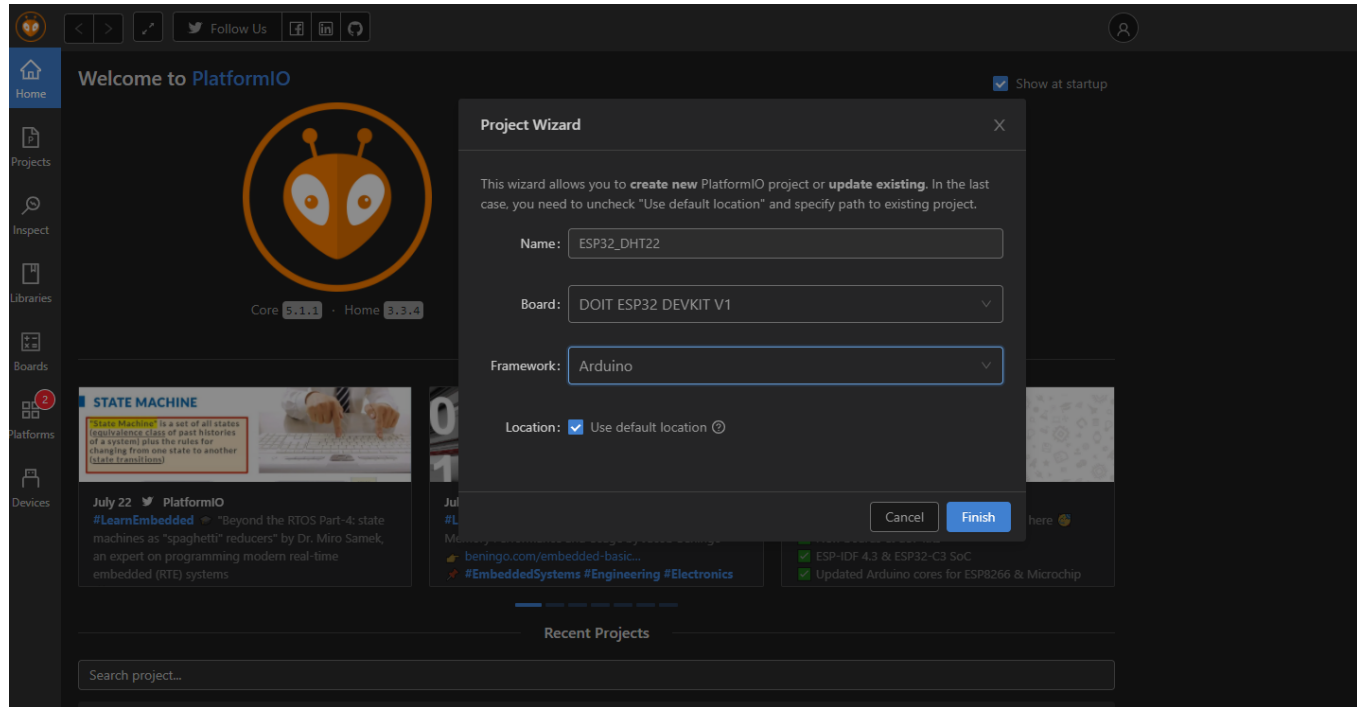 Follow Us
Home
Projects
Inspect
Libraries
Boards
2
Platforms
Devices
Welcome to PlatformIO
Show at startup
Core 5.1.1 · Home 3.3.4
Project Wizard
This wizard allows you to create new PlatformIO project or update existing. In the last
case, you need to uncheck "Use default location" and specify path to existing project.
Name: ESP32_DHT22
Board: DOIT ESP32 DEVKIT V1
Framework: Arduino
Location: Use default location
Cancel
Finish
STATE MACHINE
"State Machine" is a set of all states
(equivalence class of past histories
of a system) plus the rules for
changing from one state to another
(state transitions)
July 22 PlatformIO
#LearnEmbedded "Beyond the RTOS Part-4: state
machines as "spaghetti" reducers" by Dr. Miro Samek,
an expert on programming modern real-time
embedded (RTE) systems
beningo.com/embedded-basic...
#EmbeddedSystems #Engineering #Electronics
here
ESP-IDF 4.3 & ESP32-C3 SoC
Updated Arduino cores for ESP8266 & Microchip
Recent Projects
Search project...